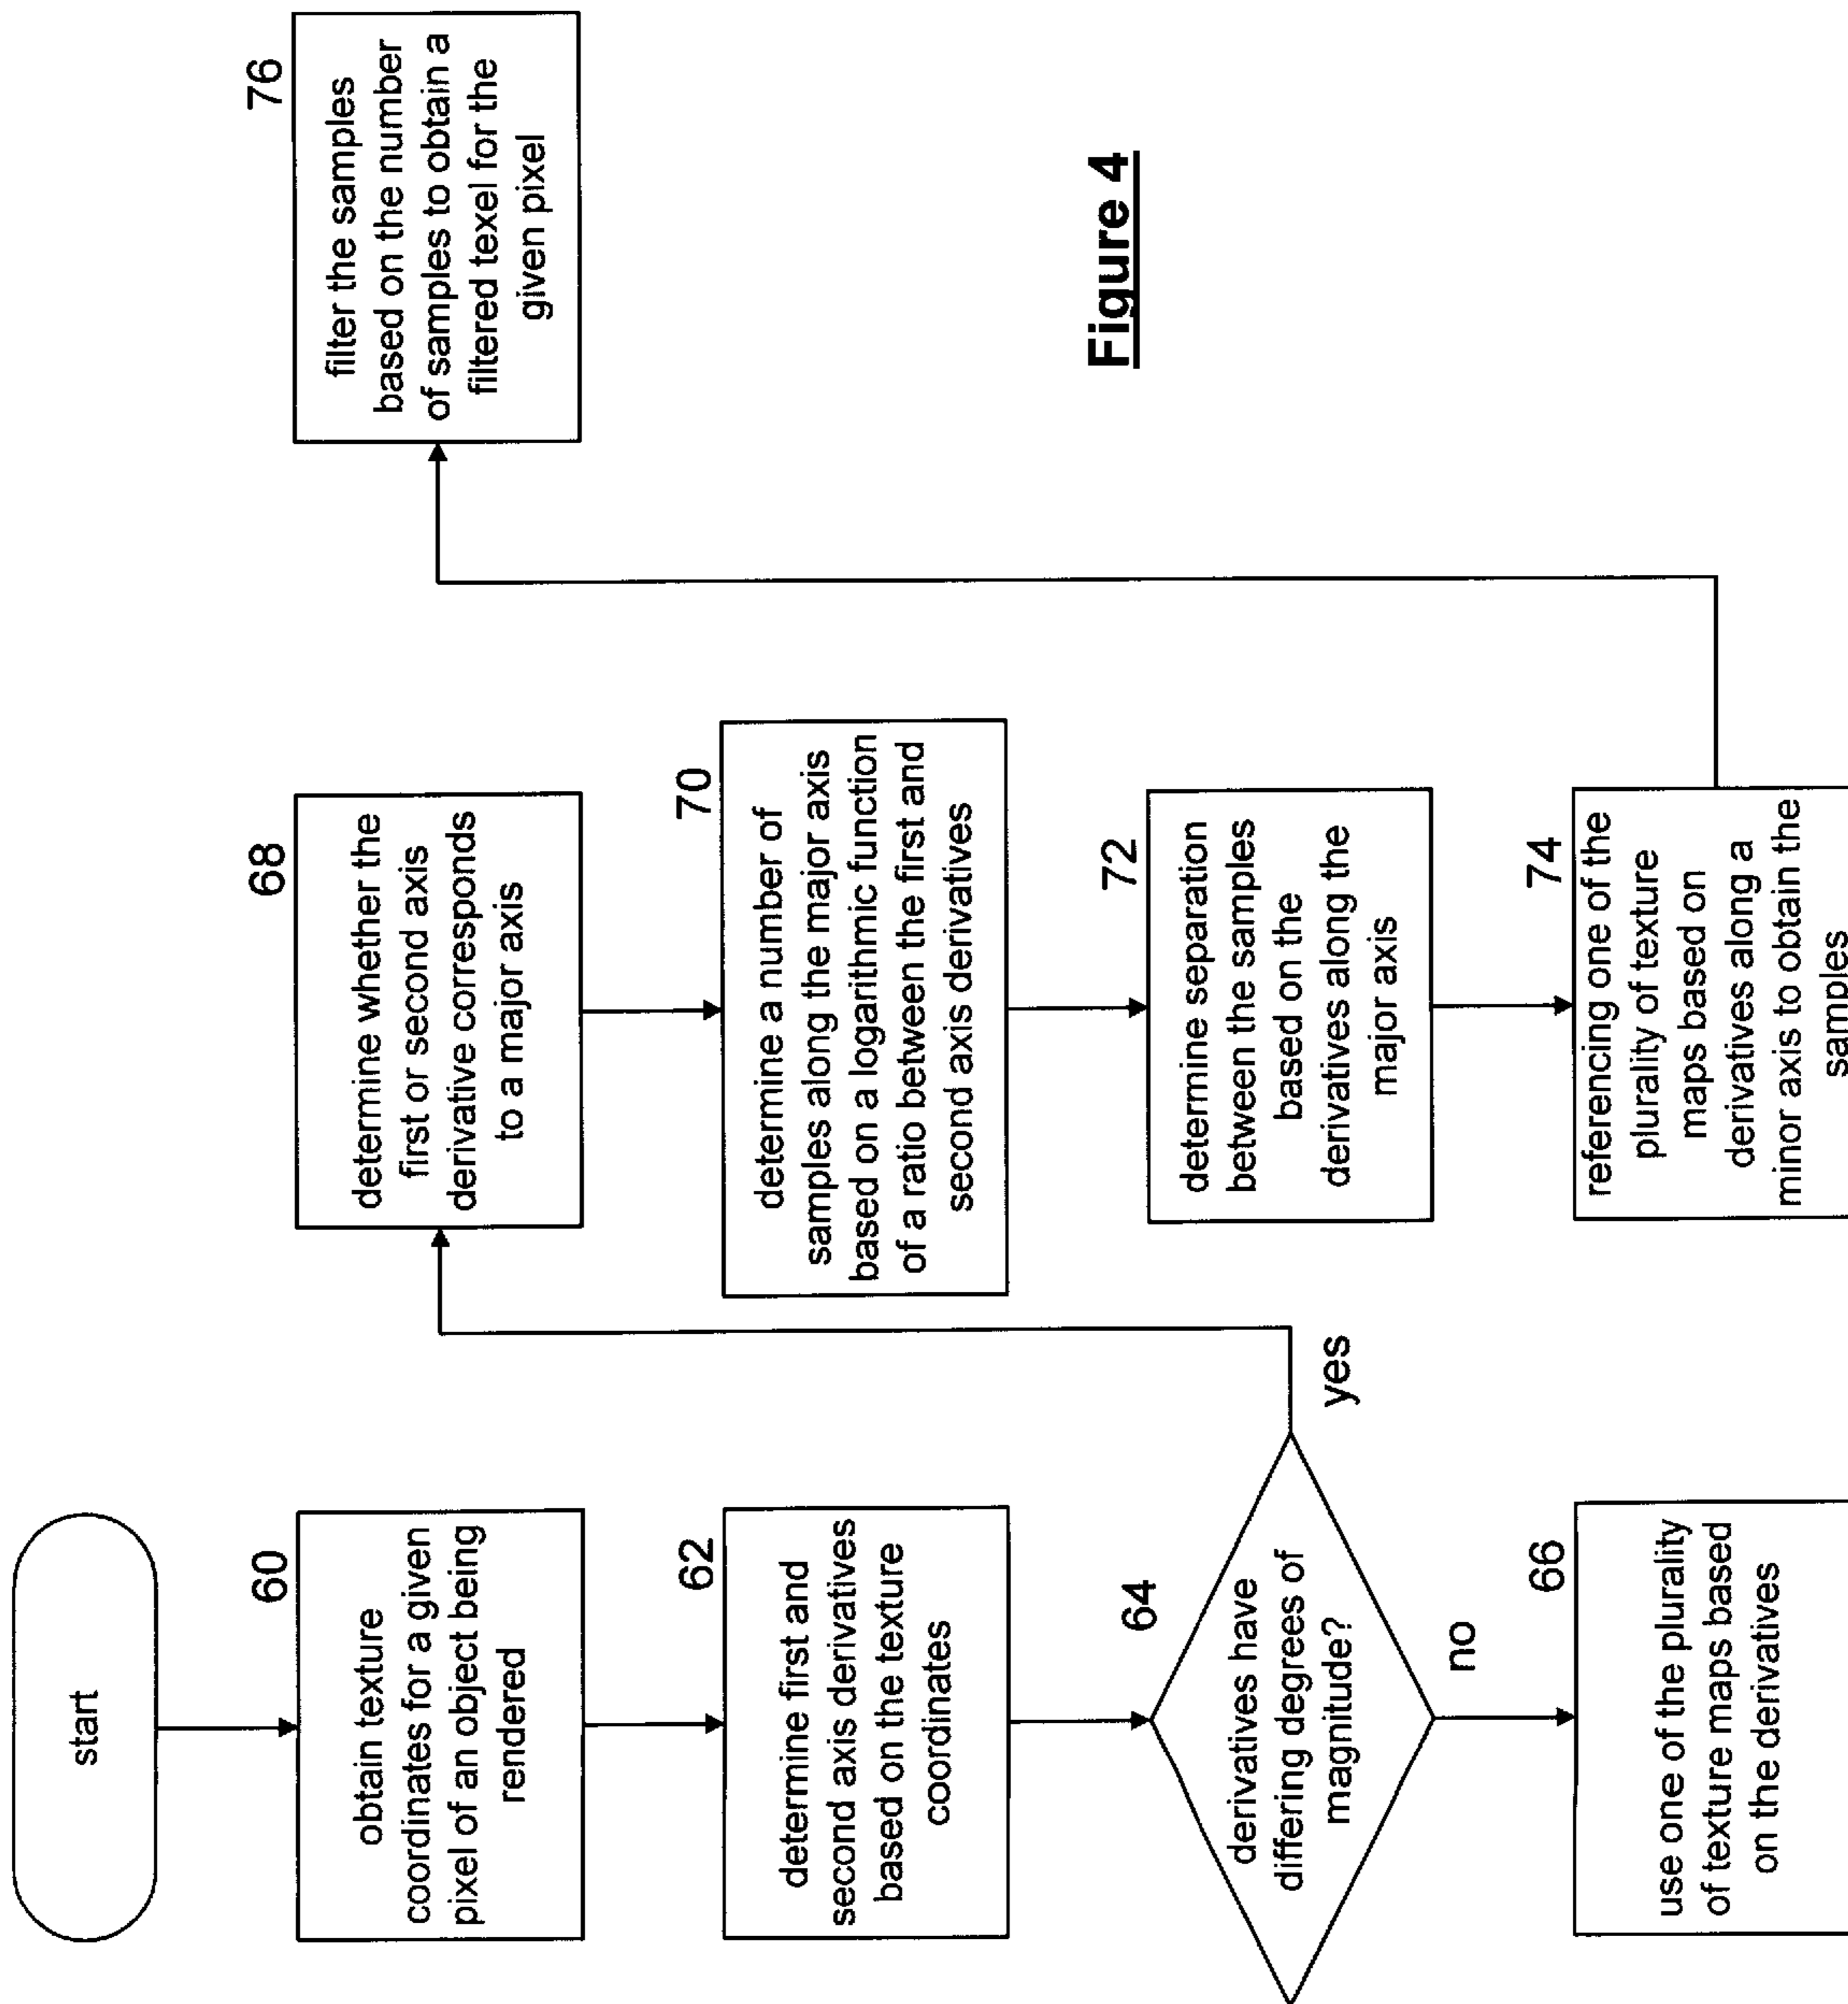 start
60
obtain texture
coordinates for a given
pixel of an object being
rendered
62
determine first and
second axis derivatives
based on the texture
coordinates
64
derivatives have
differing degrees of
magnitude?
yes
no
66
use one of the plurality
of texture maps based
on the derivatives
68
determine whether the
first or second axis
derivative corresponds
to a major axis
70
determine a number of
samples along the major axis
based on a logarithmic function
of a ratio between the first and
second axis derivatives
72
determine separation
between the samples
based on the
derivatives along the
major axis
74
referencing one of the
plurality of texture
maps based on
derivatives along a
minor axis to obtain the
samples
76
filter the samples
based on the number
of samples to obtain a
filtered texel for the
given pixel
Figure 4